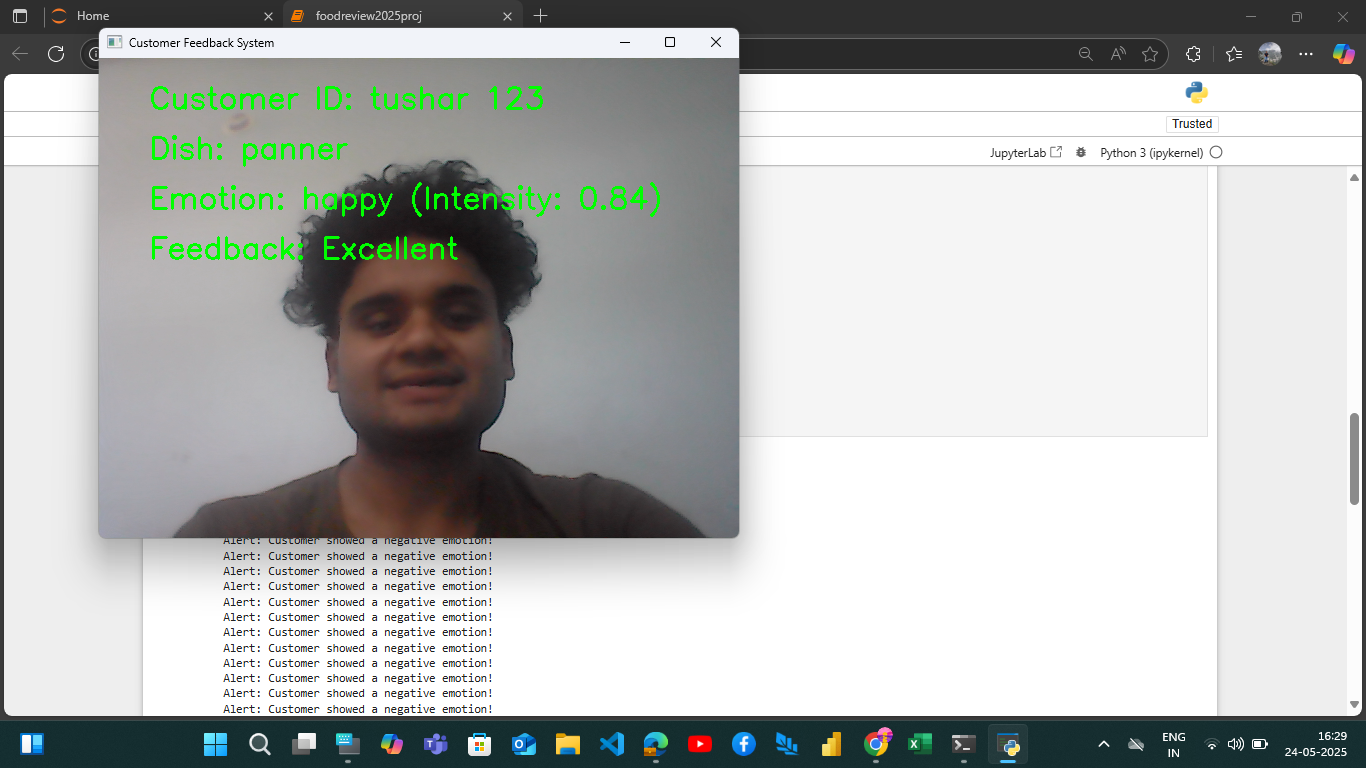 Home
foodreview2025proj
Customer Feedback System
Customer ID: tushar 123
Dish: panner
Emotion: happy (Intensity: 0.84)
Feedback: Excellent
Trusted
JupyterLab
Python 3 (ipykernel)
Alert: Customer showed a negative emotion!
Alert: Customer showed a negative emotion!
Alert: Customer showed a negative emotion!
Alert: Customer showed a negative emotion!
Alert: Customer showed a negative emotion!
Alert: Customer showed a negative emotion!
Alert: Customer showed a negative emotion!
Alert: Customer showed a negative emotion!
Alert: Customer showed a negative emotion!
Alert: Customer showed a negative emotion!
Alert: Customer showed a negative emotion!
Alert: Customer showed a negative emotion!
ENG
IN
16:29
24-05-2025